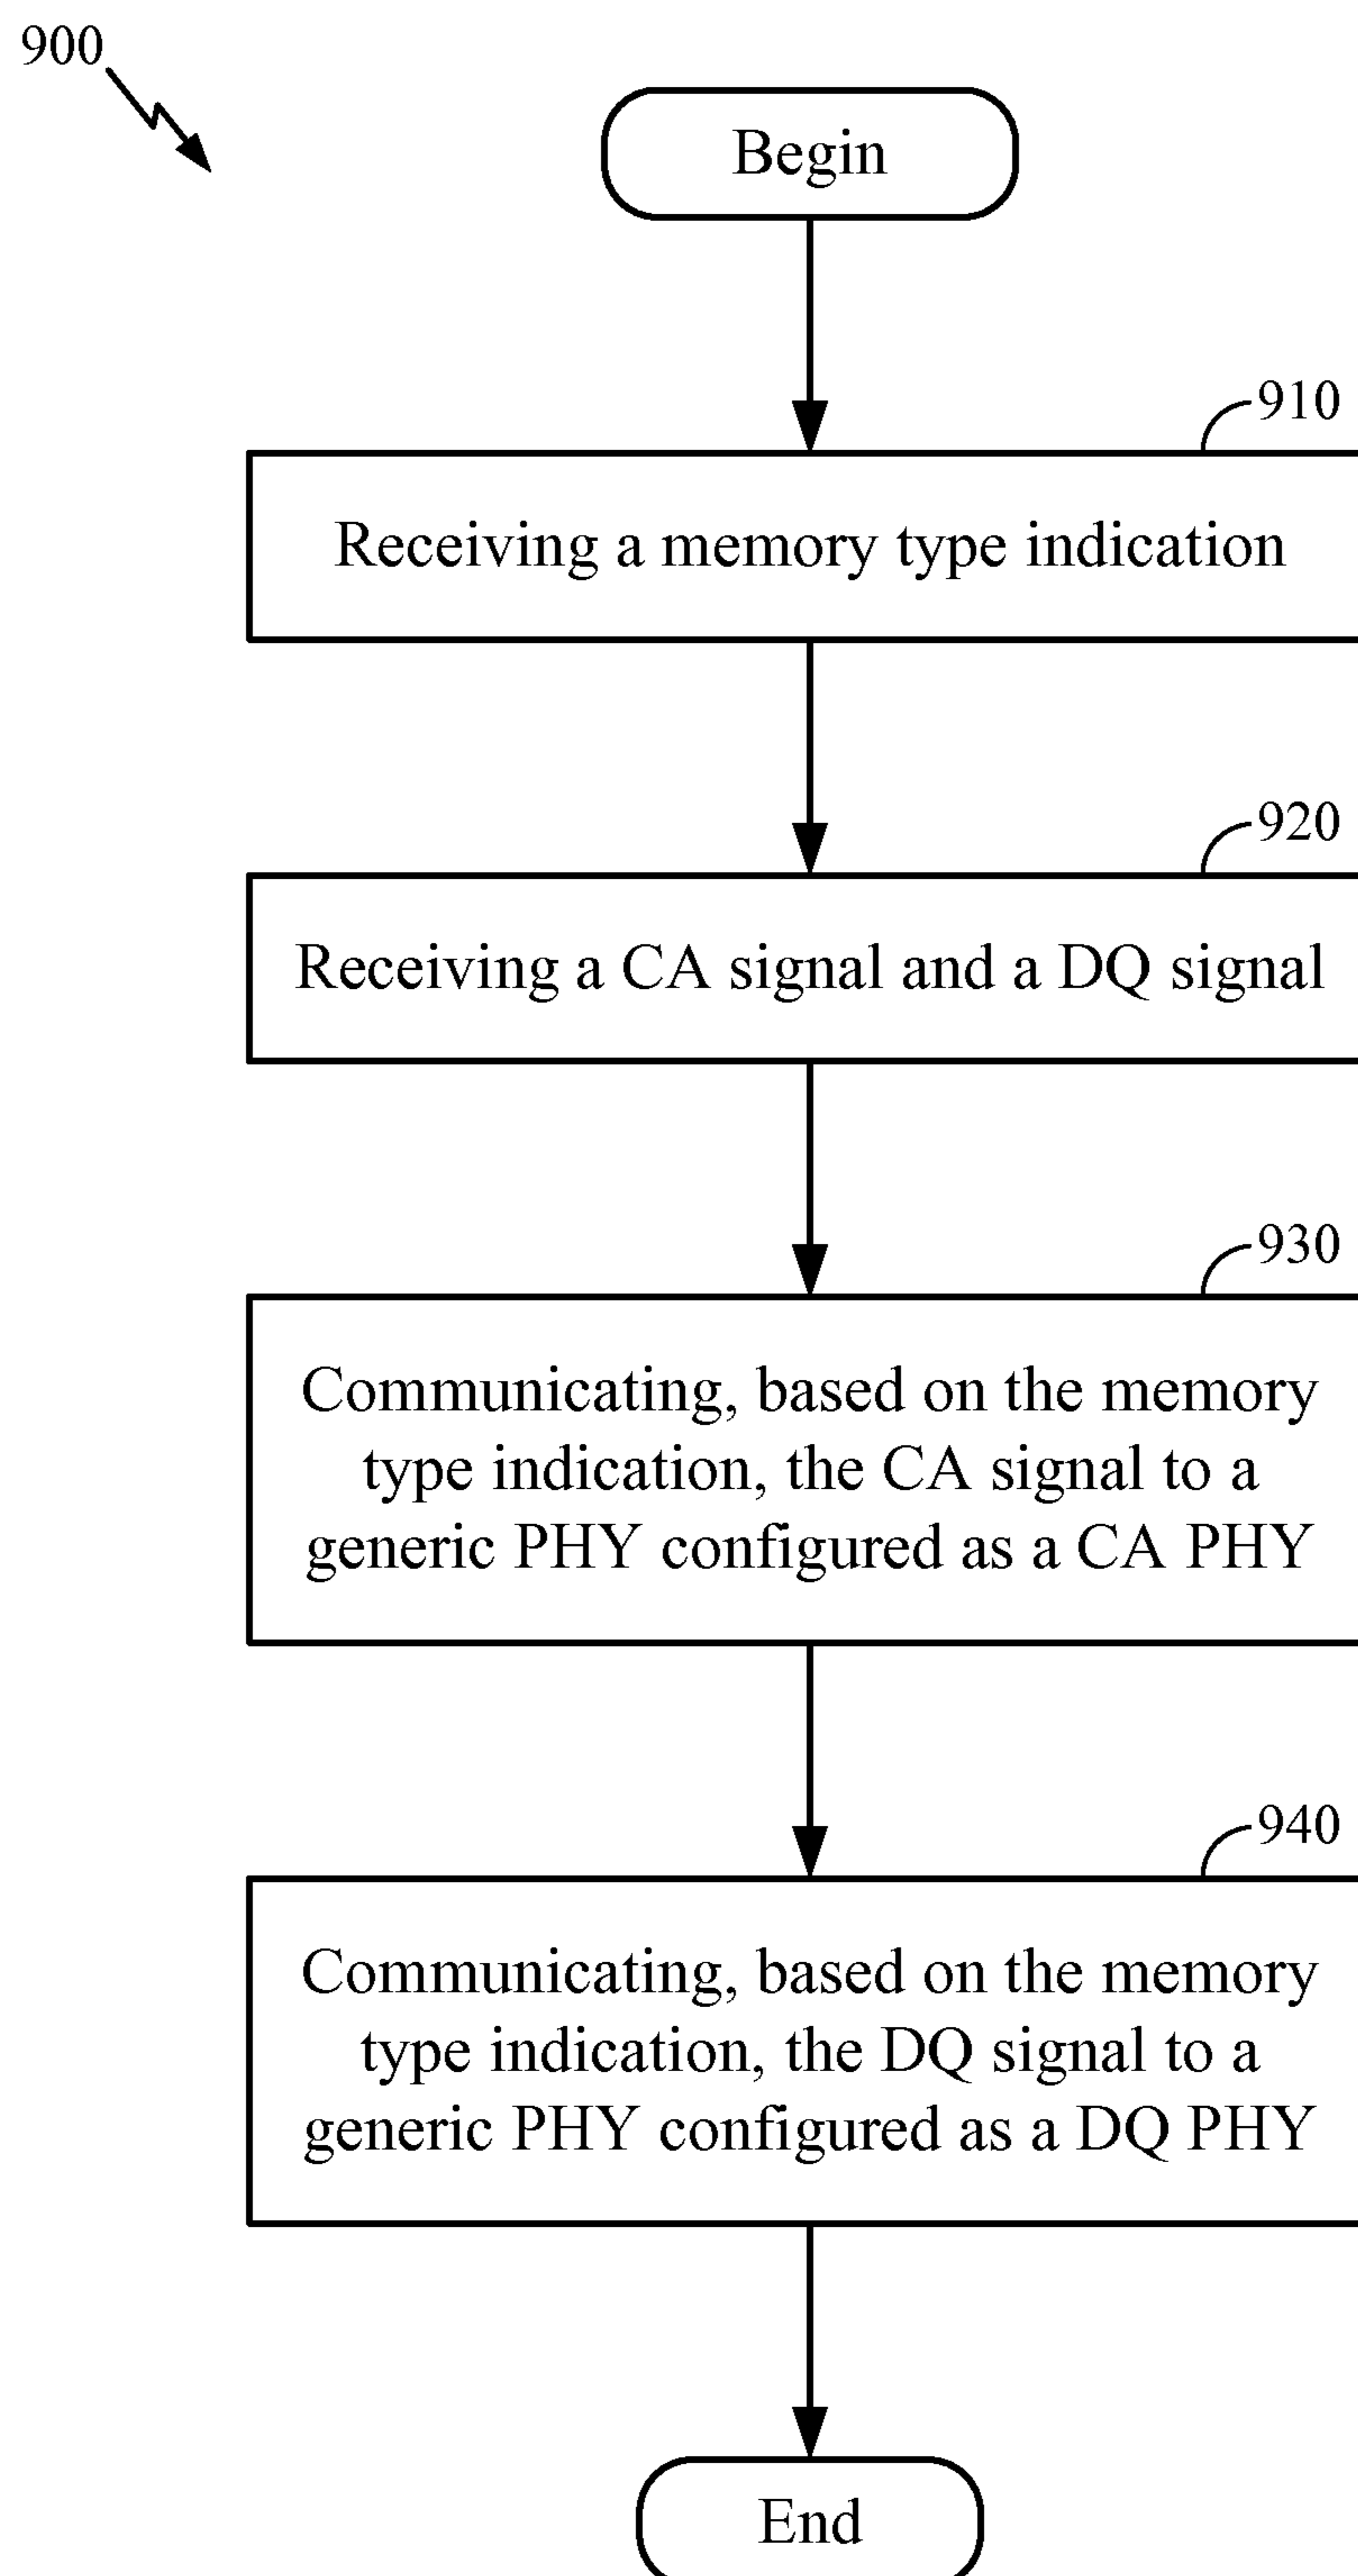 900
Begin
910
Receiving a memory type indication
920
Receiving a CA signal and a DQ signal
930
Communicating, based on the memory
type indication, the CA signal to a
generic PHY configured as a CA PHY
940
Communicating, based on the memory
type indication, the DQ signal to a
generic PHY configured as a DQ PHY
End